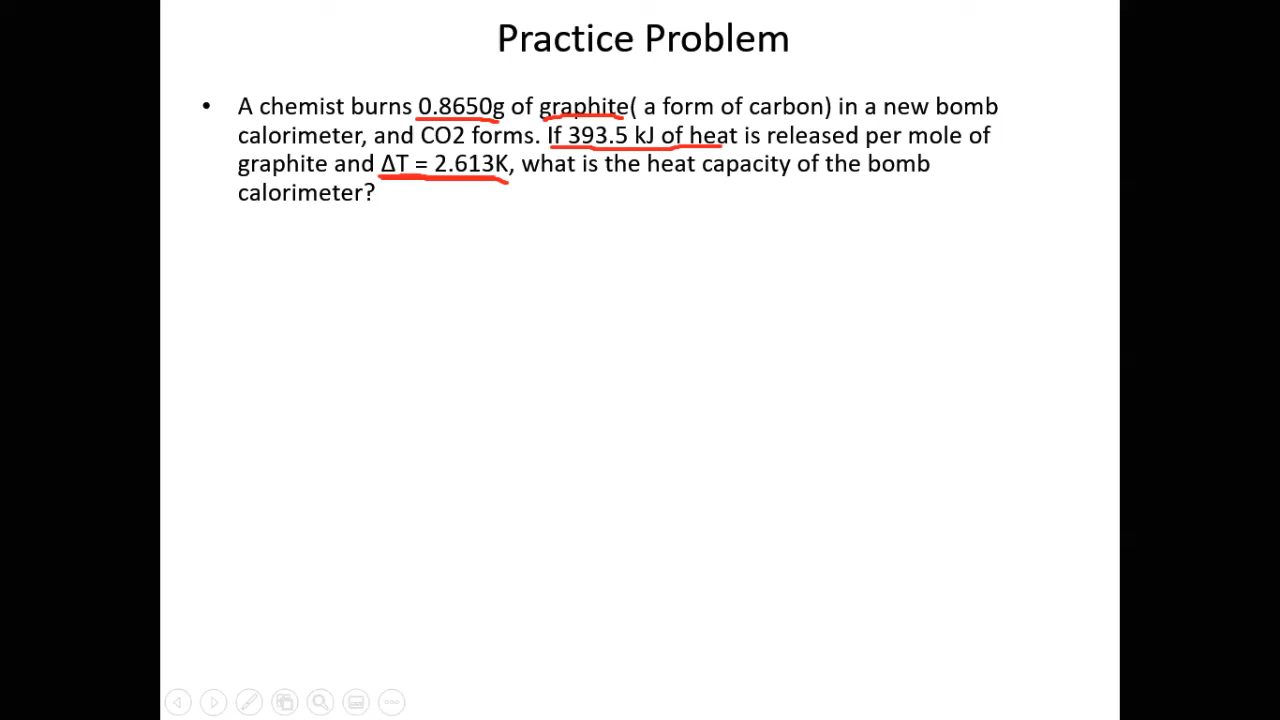 Practice Problem
• A chemist burns 0.8650g of graphite( a form of carbon) in a new bomb
calorimeter, and CO2 forms. If 393.5 kJ of heat is released per mole of
graphite and ΔT = 2.613K, what is the heat capacity of the bomb
calorimeter?